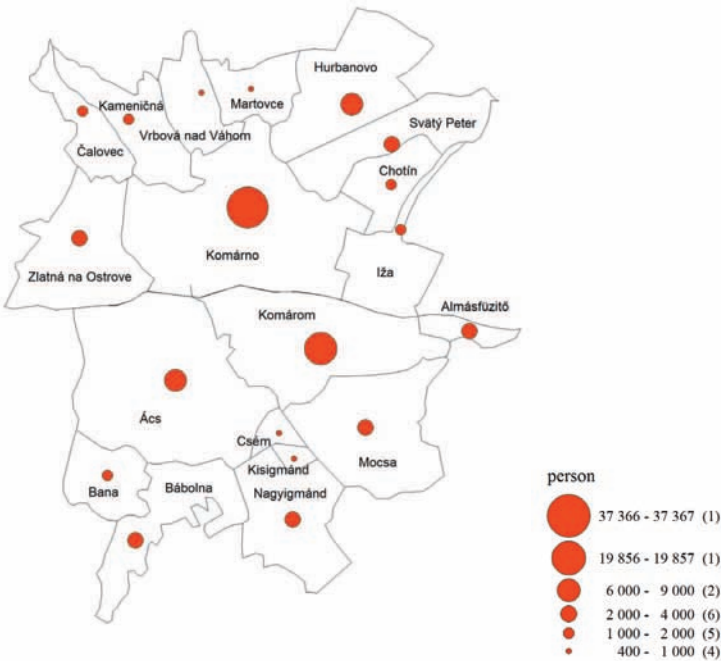 Hurbanovo
Kameničná
Martovce
Svätý Peter
Vrbová nad Váhom
Čalovec
Chotín
Komárno
Iža
Zlatná na Ostrove
Almásfüzitő
Komárom
Ács
Csém
Mocsa
Kisigmánd
Bana
Bábolna
Nagyigmánd
person
37 366 - 37 367 (1)
19 856 - 19 857 (1)
6 000 - 9 000 (2)
2 000 - 4 000 (6)
1 000 - 2 000 (5)
400 - 1 000 (4)